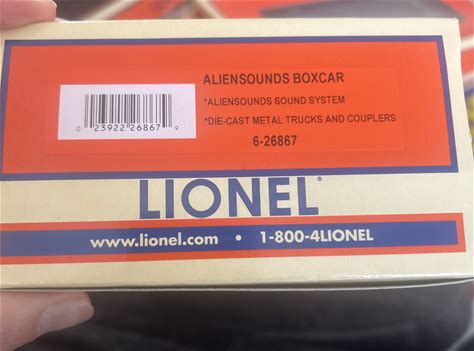 ALIENSOUNDS BOXCAR
*ALIENSOUNDS SOUND SYSTEM
*DIE-CAST METAL TRUCKS AND COUPLERS
6-26867
0 23922 26867 9
LIONEL®
www.lionel.com • 1-800-4LIONEL